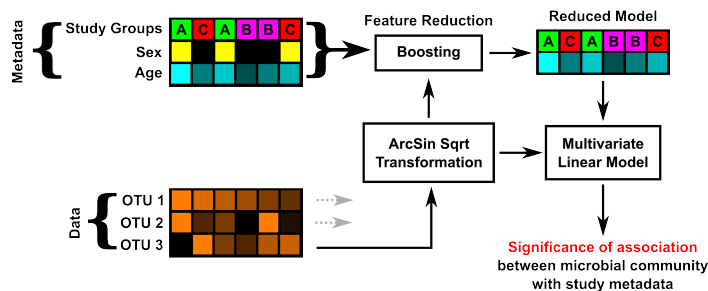 Metadata
Study Groups
A C A B B C
Sex
Age
Feature Reduction
Boosting
Reduced Model
A C A B B C
ArcSin Sqrt
Transformation
Multivariate
Linear Model
Data
OTU 1
OTU 2
OTU 3
Significance of association
between microbial community
with study metadata